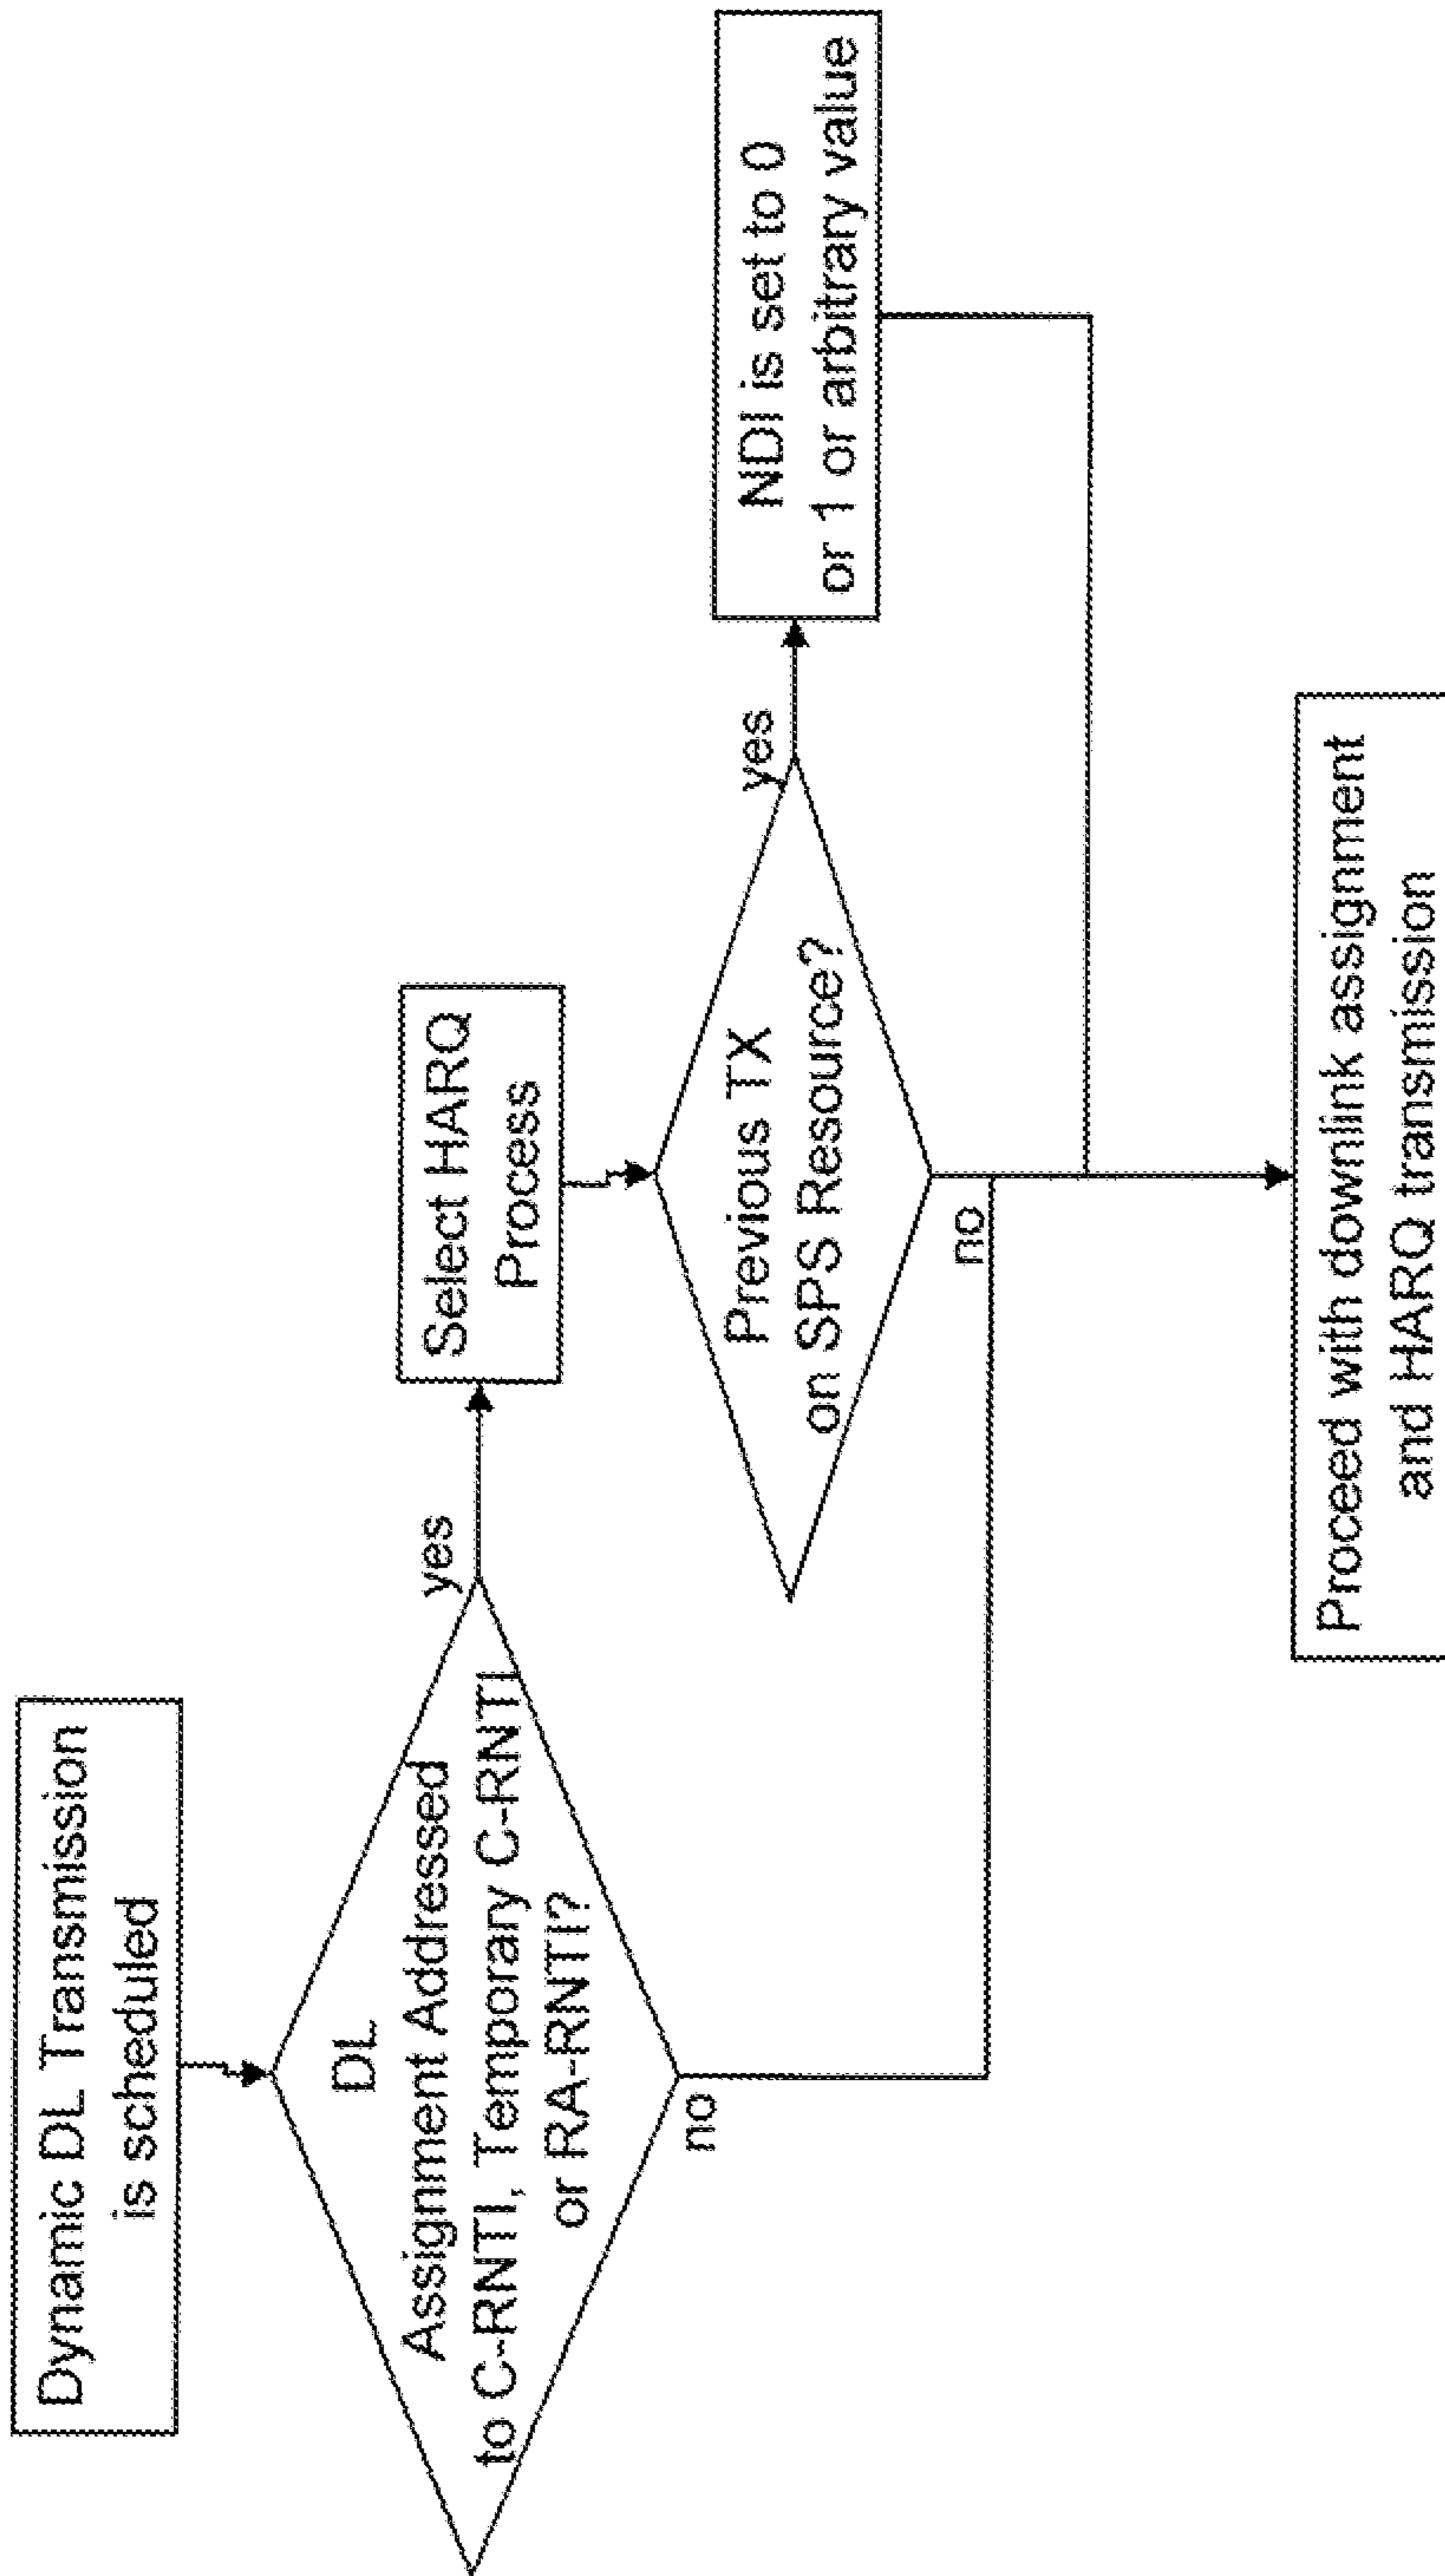 Dynamic DL Transmission
is scheduled
DL
Assignment Addressed
to C-RNTI, Temporary C-RNTI
or RA-RNTI?
yes
no
Select HARQ
Process
Previous TX
on SPS Resource?
yes
no
NDI is set to 0
or 1 or arbitrary value
Proceed with downlink assignment
and HARQ transmission